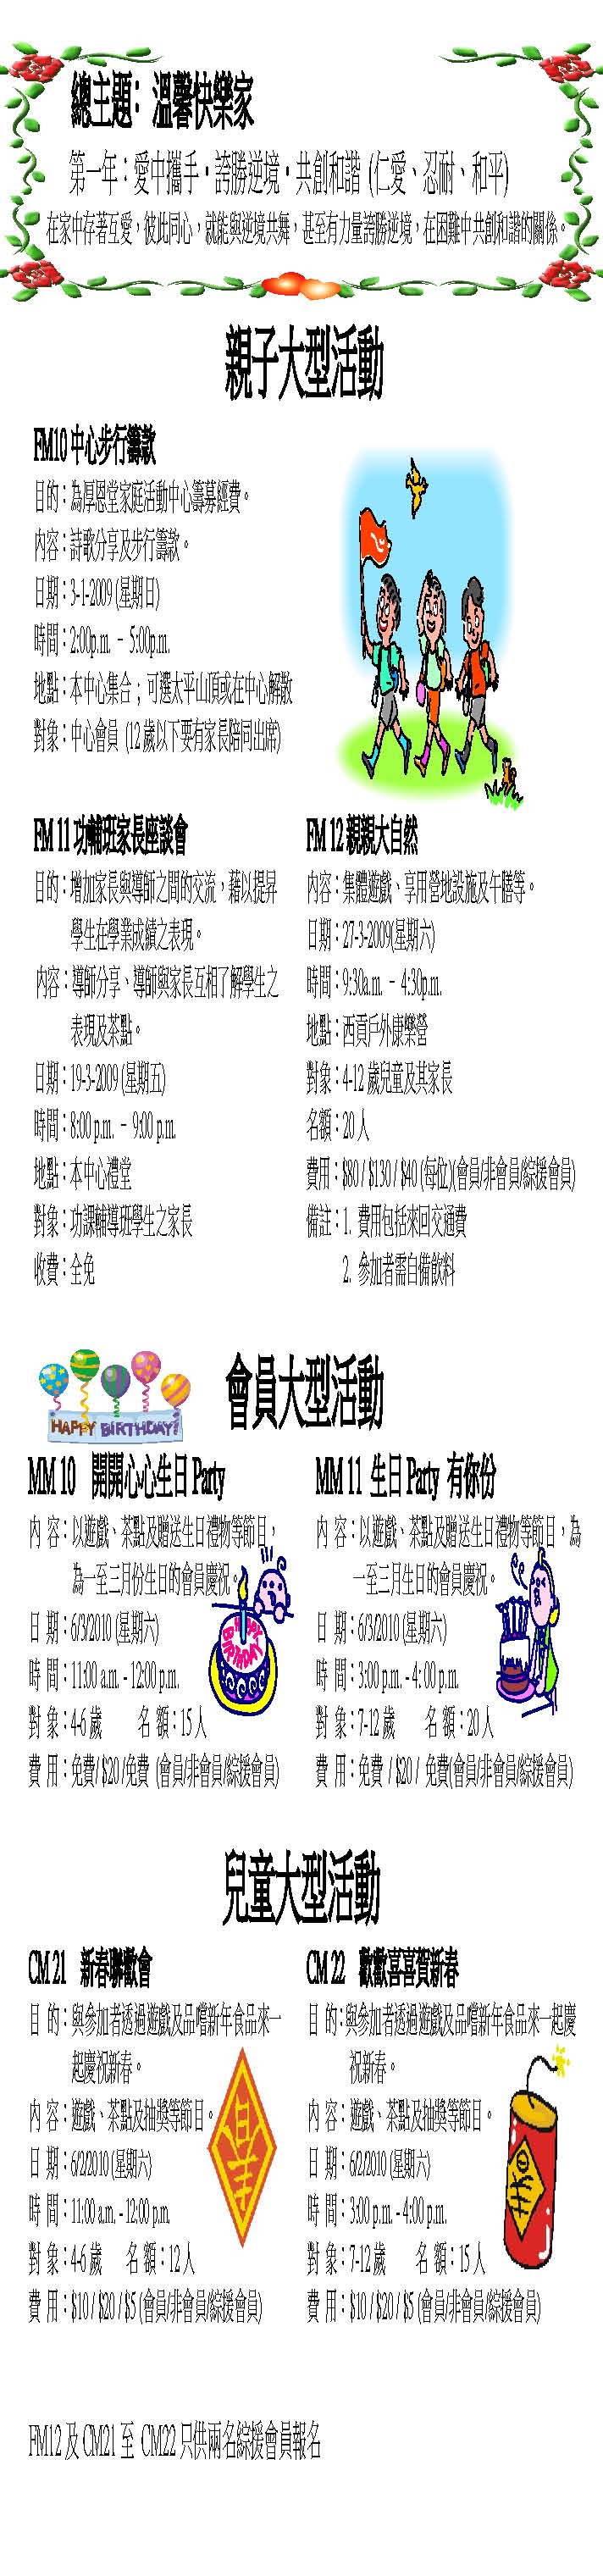 總主題：溫馨快樂家
第一年：愛中攜手‧誇勝逆境‧共創和諧 (仁愛、忍耐、和平)
在家中存著互愛，彼此同心，就能與逆境共舞，甚至有力量誇勝逆境，在困難中共創和諧的關係。
親子大型活動
FM10 中心步行籌款
目的：為厚恩堂家庭活動中心籌募經費。
內容：詩歌分享及步行籌款。
日期：3-1-2009 (星期日)
時間：2:00p.m. – 5:00p.m.
地點：本中心集合 ; 可選太平山頂或在中心解散
對象：中心會員 (12 歲以下要有家長陪同出席)
FM 11 功輔班家長座談會
目的：增加家長與導師之間的交流，藉以提昇
學生在學業成績之表現。
內容：導師分享、導師與家長互相了解學生之
表現及茶點。
日期：19-3-2009 (星期五)
時間：8:00 p.m. – 9:00 p.m.
地點：本中心禮堂
對象：功課輔導班學生之家長
收費：全免
FM 12 親親大自然
內容：集體遊戲、享用營地設施及午膳等。
日期：27-3-2009(星期六)
時間：9:30a.m. – 4:30p.m.
地點：西貢戶外康樂營
對象：4-12 歲兒童及其家長
名額：20 人
費用：$80 / $130 / $40 (每位)(會員/非會員/綜援會員)
備註：1. 費用包括來回交通費
2. 參加者需自備飲料
HAPPY BIRTHDAY!
會員大型活動
MM 10 開開心心生日 Party
內 容：以遊戲、茶點及贈送生日禮物等節目，
為一至三月份生日的會員慶祝。
日 期：6/3/2010 (星期六)
時 間：11:00 a.m. - 12:00 p.m.
對 象：4-6 歲 名 額：15 人
費 用：免費/ $20 /免費 (會員/非會員/綜援會員)
HAPPY
BIRTHDAY
MM 11 生日 Party 有你份
內 容：以遊戲、茶點及贈送生日禮物等節目，為
一至三月生日的會員慶祝。
日 期：6/3/2010 (星期六)
時 間：3:00 p.m. - 4: 00 p.m.
對 象：7-12 歲 名 額：20 人
費 用：免費 / $20 / 免費(會員/非會員/綜援會員)
兒童大型活動
CM 21 新春聯歡會
目 的：與參加者透過遊戲及品嚐新年食品來一
起慶祝新春。
內 容：遊戲、茶點及抽獎等節目。
日 期：6/2/2010 (星期六)
時 間：11:00 a.m. - 12:00 p.m.
對 象：4-6 歲 名 額：12 人
費 用：$10 / $20 / $5 (會員/非會員/綜援會員)
CM 22 歡歡喜喜賀新春
目 的：與參加者透過遊戲及品嚐新年食品來一起慶
祝新春。
內 容：遊戲、茶點及抽獎等節目。
日 期：6/2/2010 (星期六)
時 間：3:00 p.m. - 4:00 p.m.
對 象：7-12 歲 名 額：15 人
費 用：$10 / $20 / $5 (會員/非會員/綜援會員)
FM12 及 CM21 至 CM22 只供兩名綜援會員報名